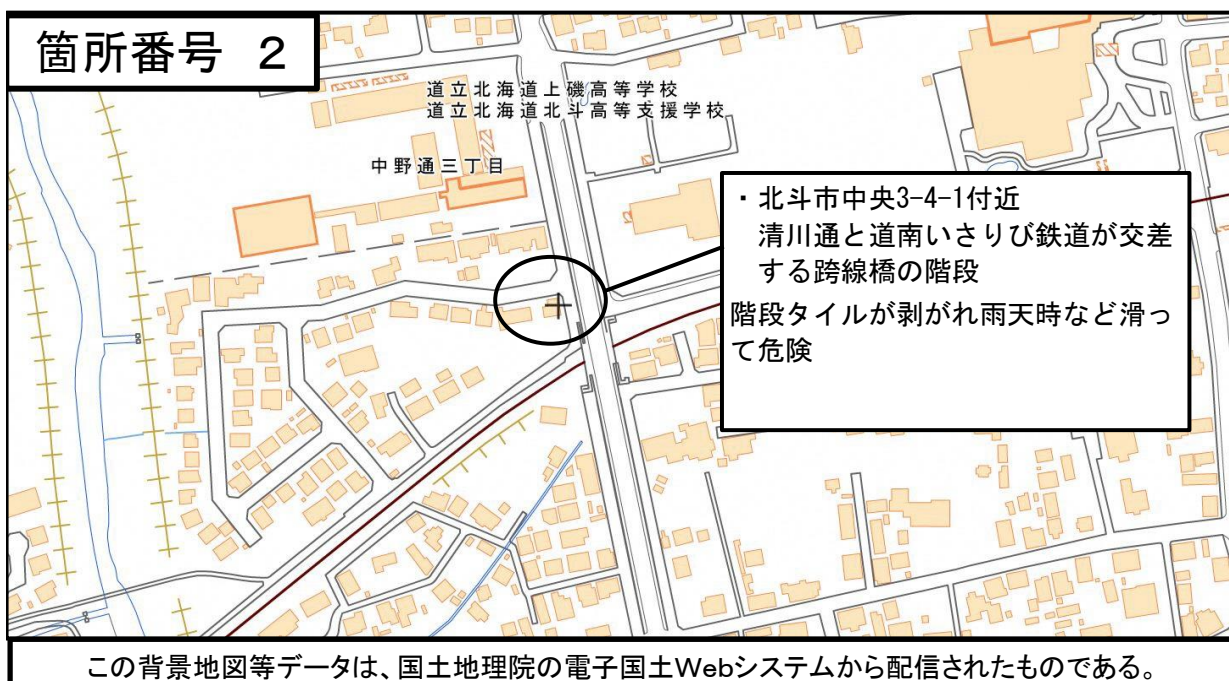 箇所番号 2
道立北海道上磯高等学校
道立北海道北斗高等支援学校
中野通三丁目
・北斗市中央3-4-1付近
清川通と道南いさりび鉄道が交差
する跨線橋の階段
階段タイルが剥がれ雨天時など滑っ
て危険
この背景地図等データは、国土地理院の電子国土Webシステムから配信されたものである。